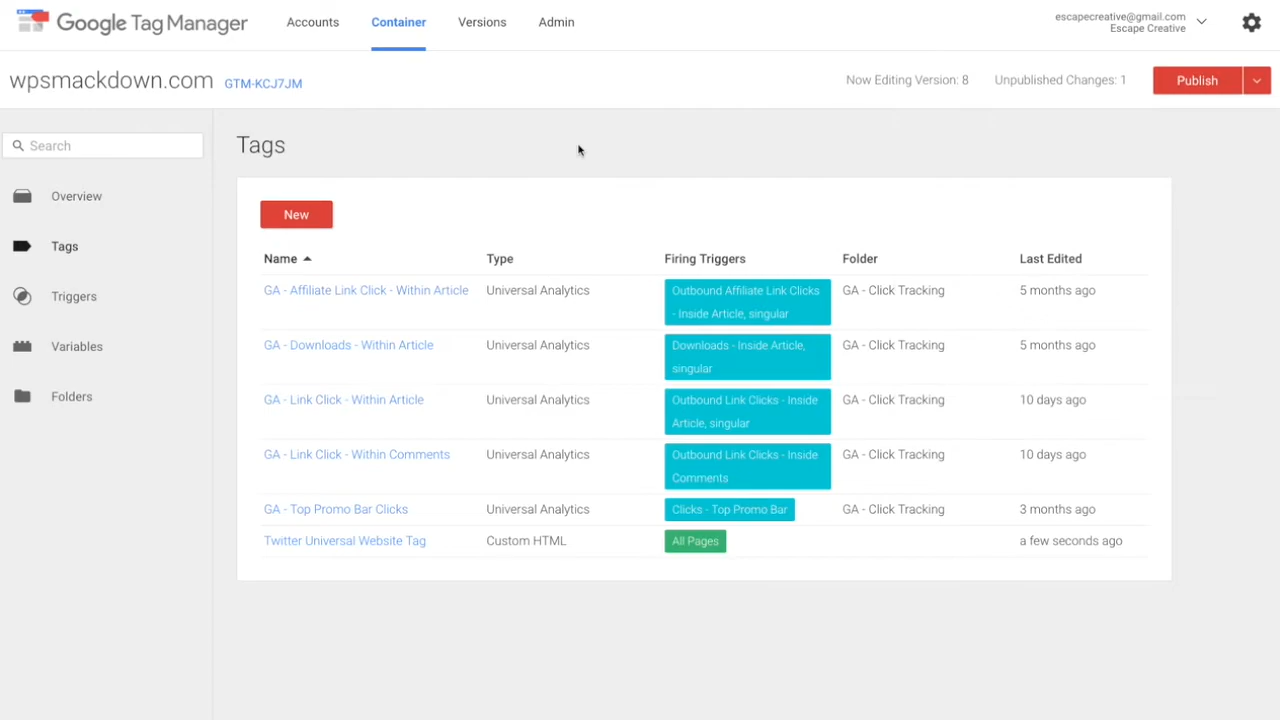 Google Tag Manager Accounts Container Versions Admin escapecreative@gmail.com
Escape Creative
wpsmackdown.com GTM-KCJ7JM Now Editing Version: 8 Unpublished Changes: 1 Publish
Search
Overview
Tags
Triggers
Variables
Folders
Tags
New
Name Type Firing Triggers Folder Last Edited
GA - Affiliate Link Click - Within Article Universal Analytics Outbound Affiliate Link Clicks GA - Click Tracking 5 months ago
- Inside Article, singular
GA - Downloads - Within Article Universal Analytics Downloads - Inside Article, GA - Click Tracking 5 months ago
singular
GA - Link Click - Within Article Universal Analytics Outbound Link Clicks - Inside GA - Click Tracking 10 days ago
Article, singular
GA - Link Click - Within Comments Universal Analytics Outbound Link Clicks - Inside GA - Click Tracking 10 days ago
Comments
GA - Top Promo Bar Clicks Universal Analytics Clicks - Top Promo Bar GA - Click Tracking 3 months ago
Twitter Universal Website Tag Custom HTML All Pages a few seconds ago